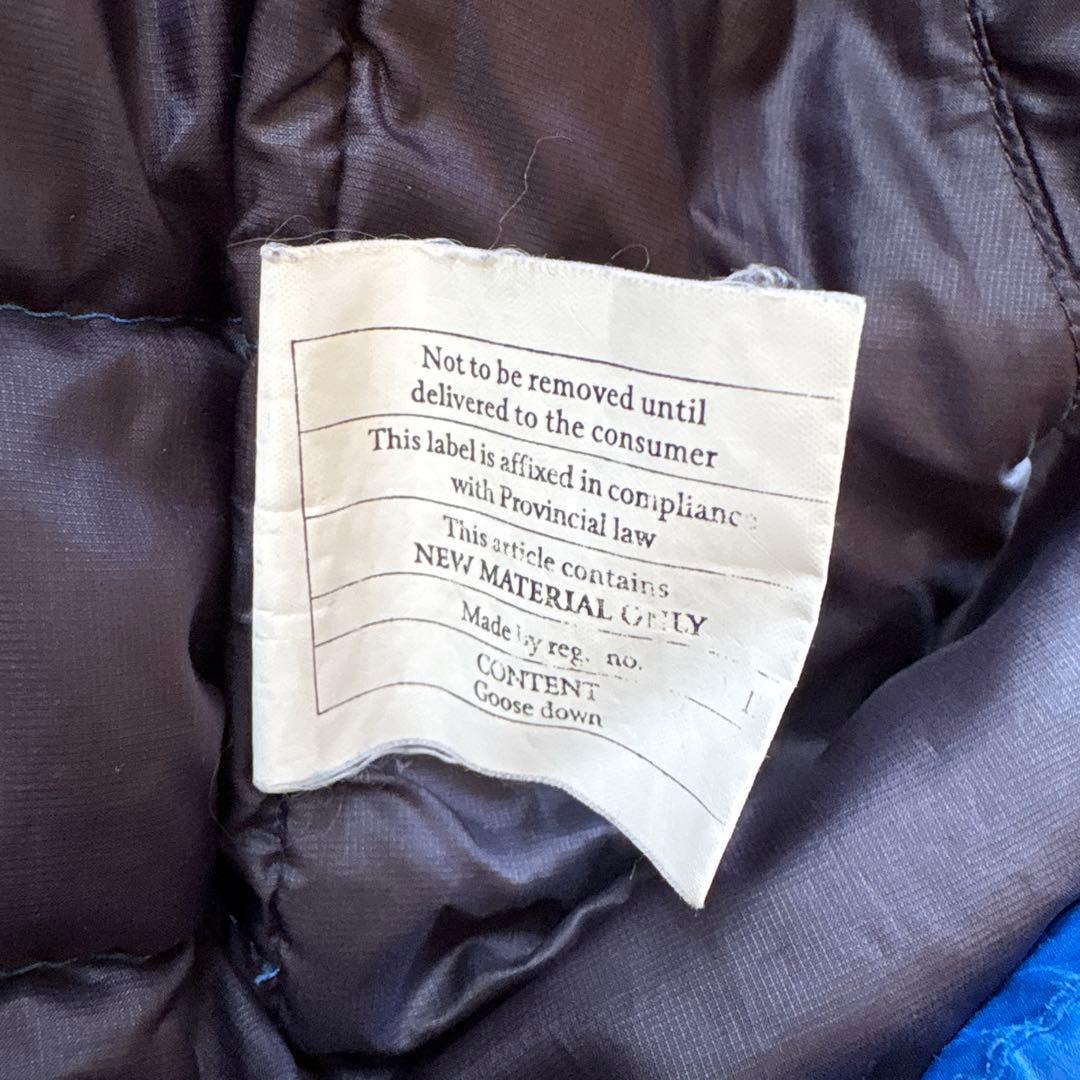 Not to be removed until
delivered to the consumer
This label is affixed in compliance
with Provincial law
This article contains
NEW MATERIAL ONLY
Made by reg. no.
CONTENT
Goose down